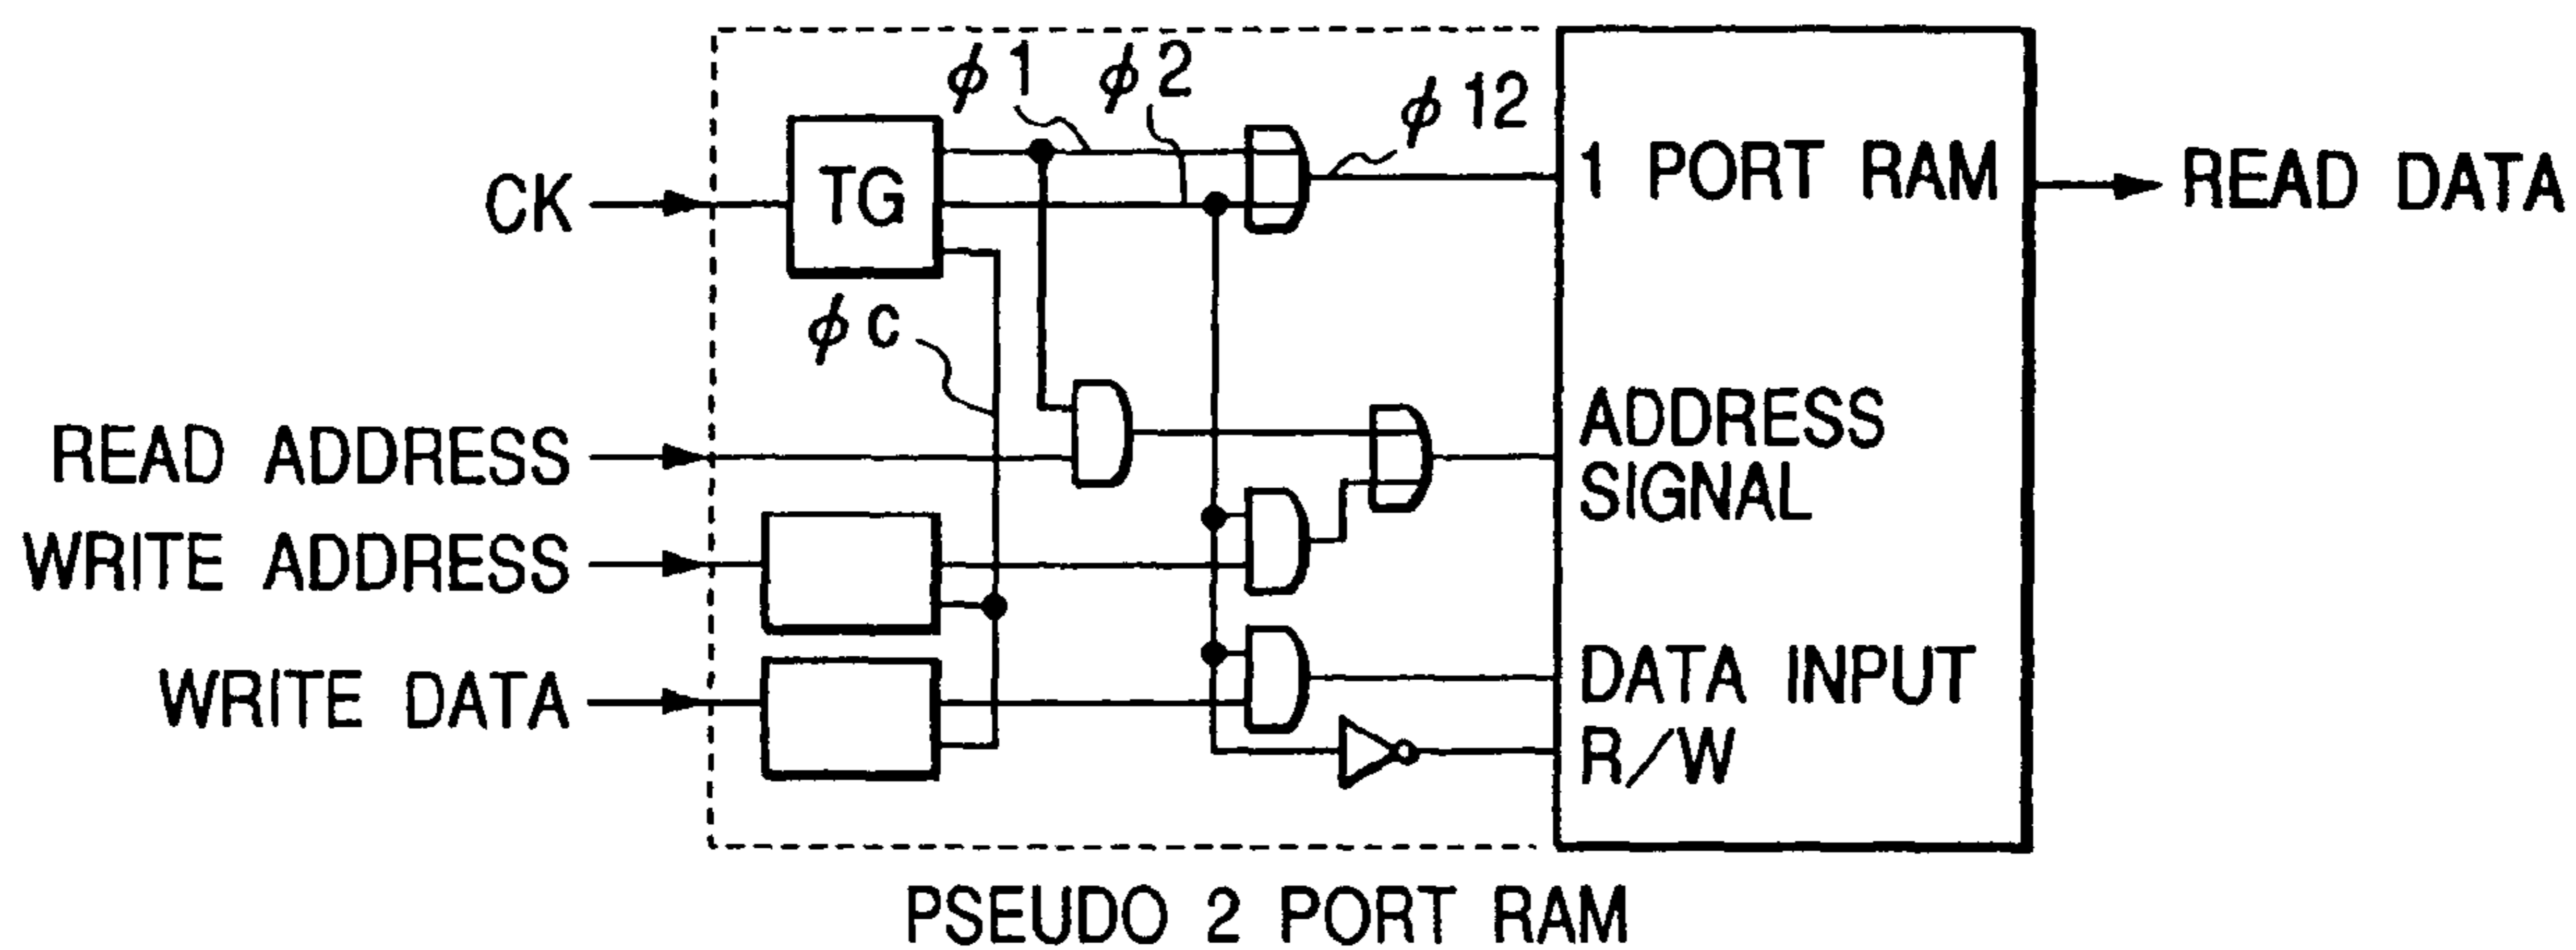 φ1
φ2
φ12
CK
TG
1 PORT RAM
READ DATA
φc
READ ADDRESS
ADDRESS
SIGNAL
WRITE ADDRESS
WRITE DATA
DATA INPUT
R/W
PSEUDO 2 PORT RAM